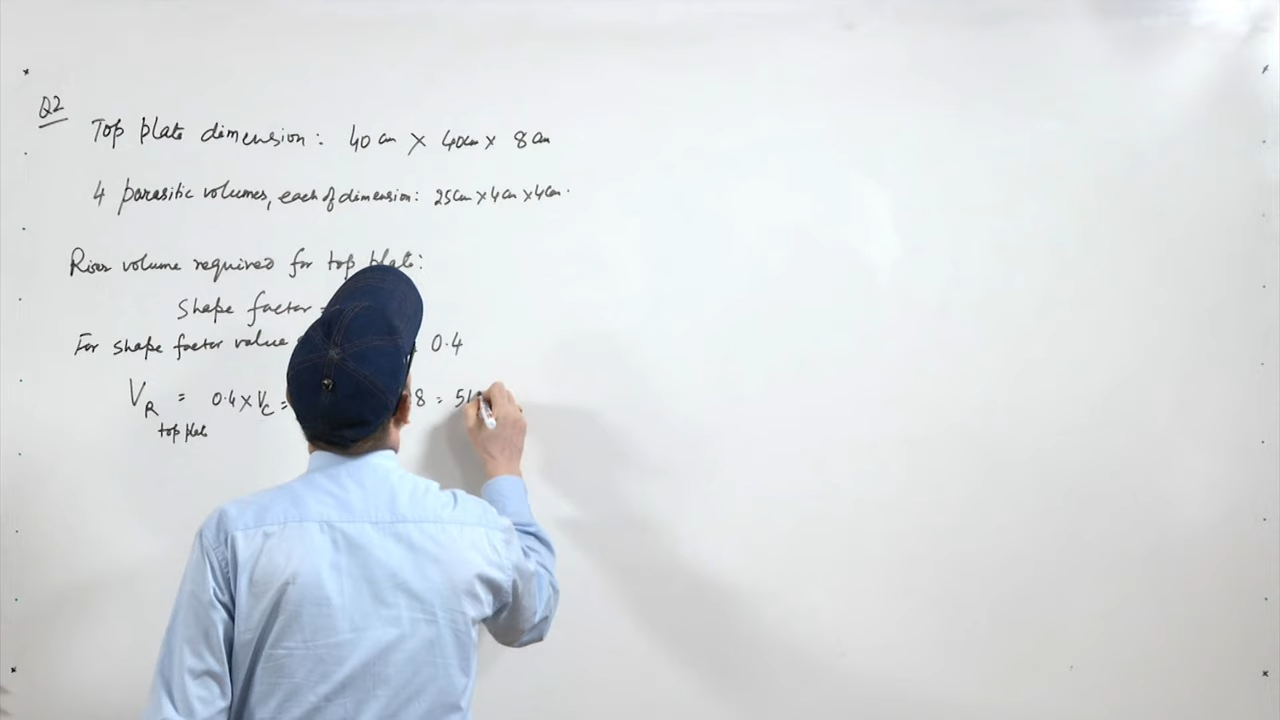 Q2
Top plate dimension: 40 cm × 40cm × 8 cm
4 parasitic volumes, each of dimension: 25cm × 4cm × 4cm.
Riser volume required for top plate:
Shape factor =
For shape factor value 0.4
V_R = 0.4 × V_C = 8 = 51
top plate